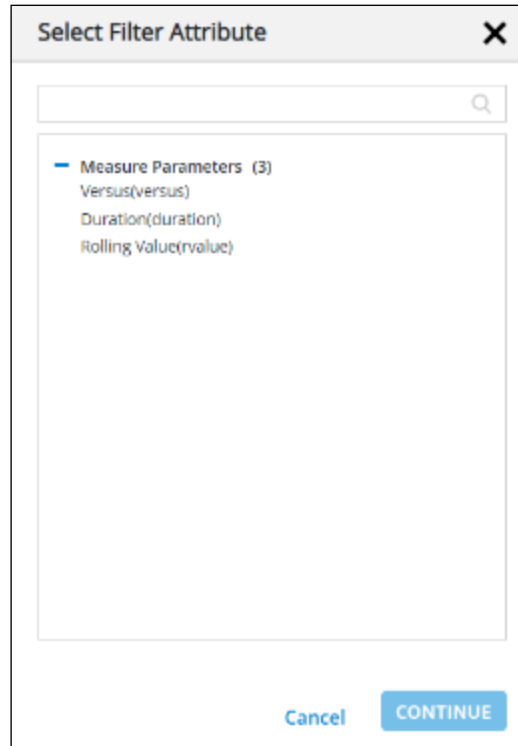 Select Filter Attribute
Measure Parameters (3)
Versus(versus)
Duration(duration)
Rolling Value(rvalue)
Cancel
CONTINUE